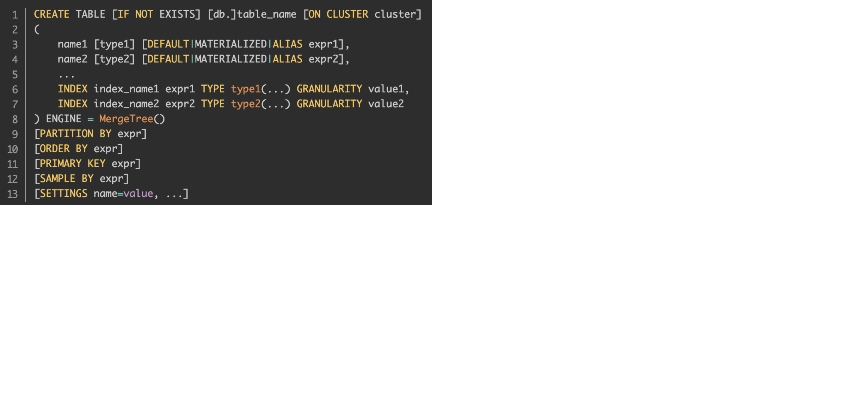 1 CREATE TABLE [IF NOT EXISTS] [db.]table_name [ON CLUSTER cluster]
2 (
3     name1 [type1] [DEFAULT|MATERIALIZED|ALIAS expr1],
4     name2 [type2] [DEFAULT|MATERIALIZED|ALIAS expr2],
5     ...
6     INDEX index_name1 expr1 TYPE type1(...) GRANULARITY value1,
7     INDEX index_name2 expr2 TYPE type2(...) GRANULARITY value2
8 ) ENGINE = MergeTree()
9 [PARTITION BY expr]
10 [ORDER BY expr]
11 [PRIMARY KEY expr]
12 [SAMPLE BY expr]
13 [SETTINGS name=value, ...]